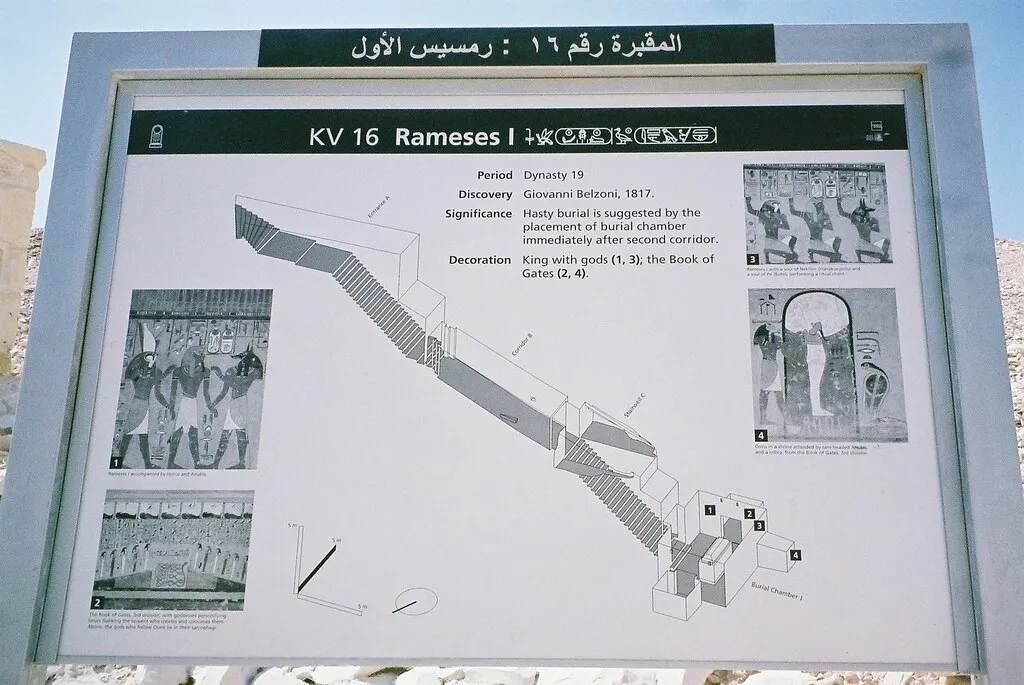 المقبرة رقم ١٦ : رمسيس الأول
KV 16 Rameses I
Period Dynasty 19
Discovery Giovanni Belzoni, 1817.
Significance Hasty burial is suggested by the
placement of burial chamber
immediately after second corridor.
Decoration King with gods (1, 3); the Book of
Gates (2, 4).
Entrance A
Corridor B
Stairwell C
Burial Chamber J
1
2
3
4
5 m
5 m
5 m
1
Rameses I accompanied by Horus and Anubis
2
The Book of Gates, 3rd division, with goddesses personifying
hours flanking the serpent who creates and consumes them.
Above, the gods who follow Osiris lie in their
3
Rameses I with a soul of Nekhen (Hierakonpolis) and
a soul of Pe (Buto), performing a ritual chant.
4
Osiris in a shrine attended by ram-headed Anubis
and a cobra, from the Book of Gates, 3rd division.